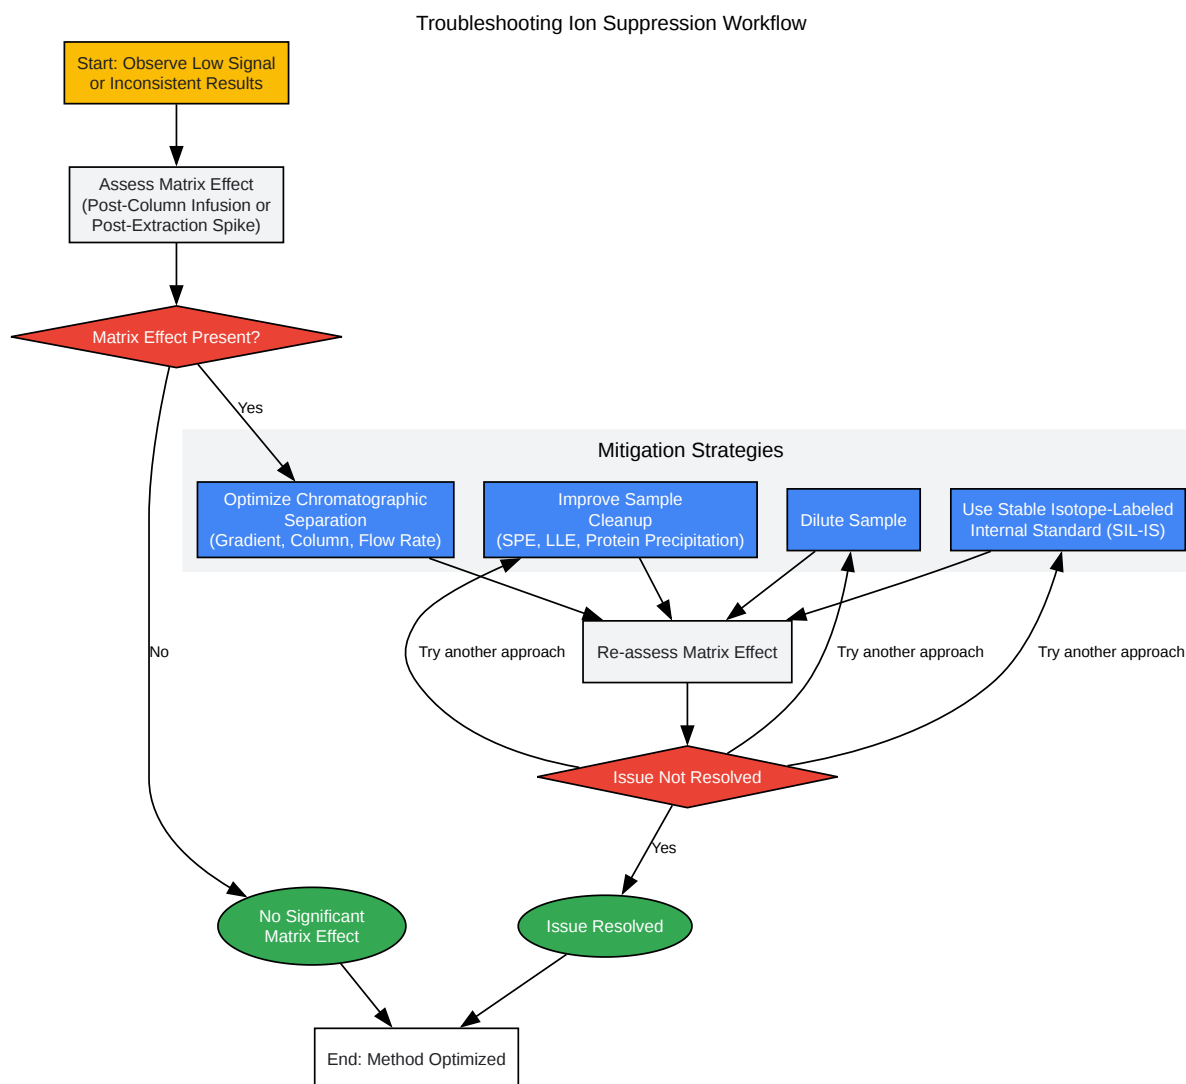 Troubleshooting Ion Suppression Workflow
Start: Observe Low Signal
or Inconsistent Results
Assess Matrix Effect
(Post-Column Infusion or
Post-Extraction Spike)
Matrix Effect Present?
Yes
Mitigation Strategies
Optimize Chromatographic
Separation
(Gradient, Column, Flow Rate)
Improve Sample
Cleanup
(SPE, LLE, Protein Precipitation)
Dilute Sample
Use Stable Isotope-Labeled
Internal Standard (SIL-IS)
No
Try another approach
Re-assess Matrix Effect
Try another approach
Try another approach
Issue Not Resolved
Yes
No Significant
Matrix Effect
Issue Resolved
End: Method Optimized